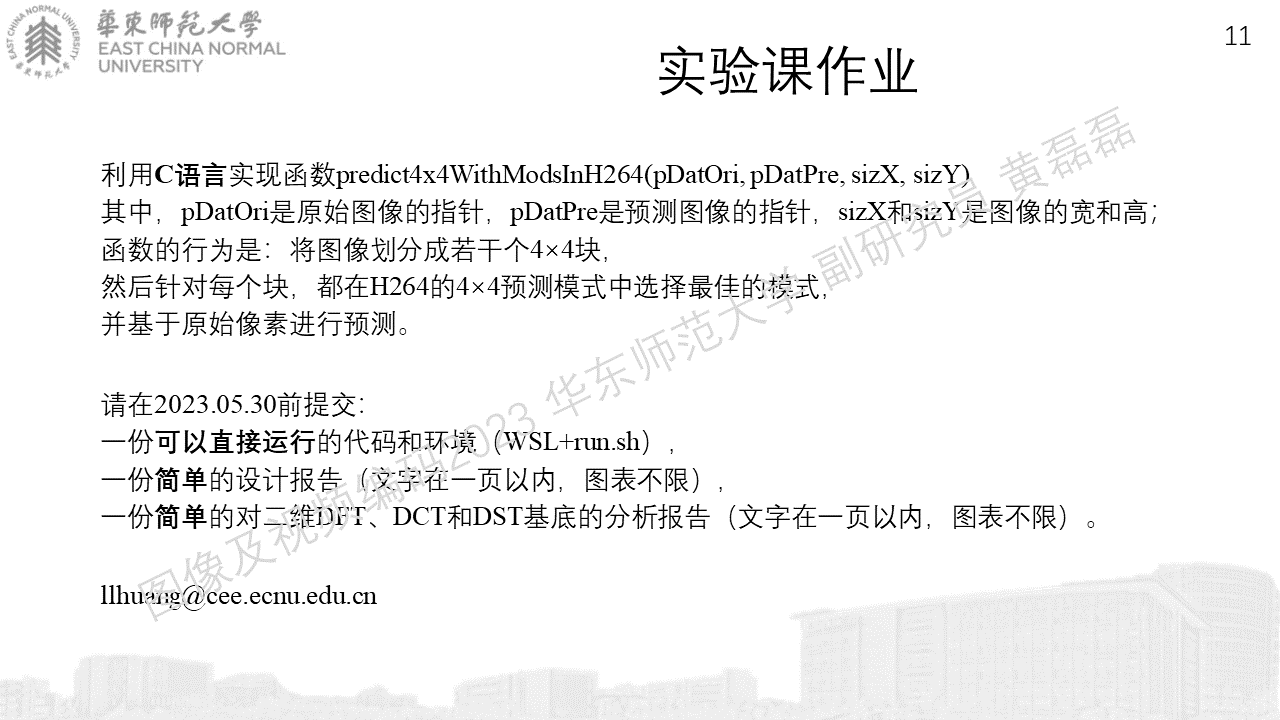 華東師範大學
EAST CHINA NORMAL
UNIVERSITY
EAST CHINA NORMAL UNIVERSITY
華東師範大學
11
实验课作业
利用C语言实现函数predict4x4WithModsInH264(pDatOri, pDatPre, sizX, sizY)
其中，pDatOri是原始图像的指针，pDatPre是预测图像的指针，sizX和sizY是图像的宽和高；
函数的行为是：将图像划分成若干个4×4块，
然后针对每个块，都在H264的4×4预测模式中选择最佳的模式，
并基于原始像素进行预测。
请在2023.05.30前提交：
一份可以直接运行的代码和环境（WSL+run.sh），
一份简单的设计报告（文字在一页以内，图表不限），
一份简单的对二维DFT、DCT和DST基底的分析报告（文字在一页以内，图表不限）。
llhuang@cee.ecnu.edu.cn
图像及视频编码2023 华东师范大学 副研究员 黄磊磊